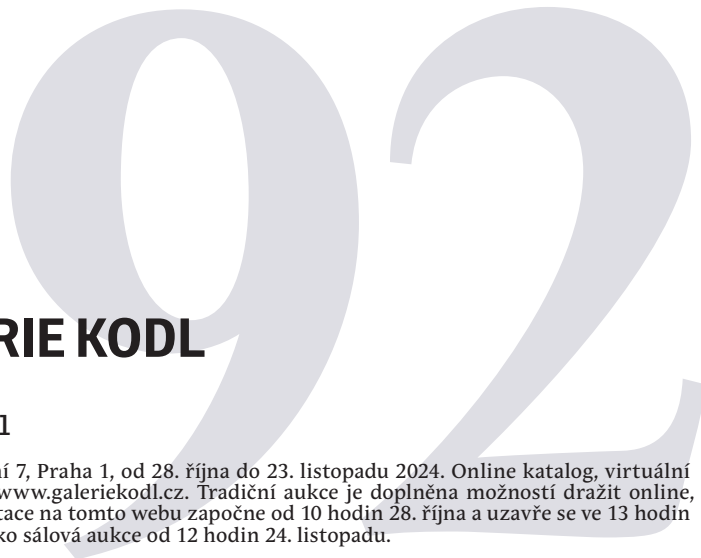 92
RIE KODL
1
ní 7, Praha 1, od 28. října do 23. listopadu 2024. Online katalog, virtuální
www.galeriekodl.cz. Tradiční aukce je doplněna možností dražit online,
tace na tomto webu započne od 10 hodin 28. října a uzavře se ve 13 hodin
ko sálová aukce od 12 hodin 24. listopadu.